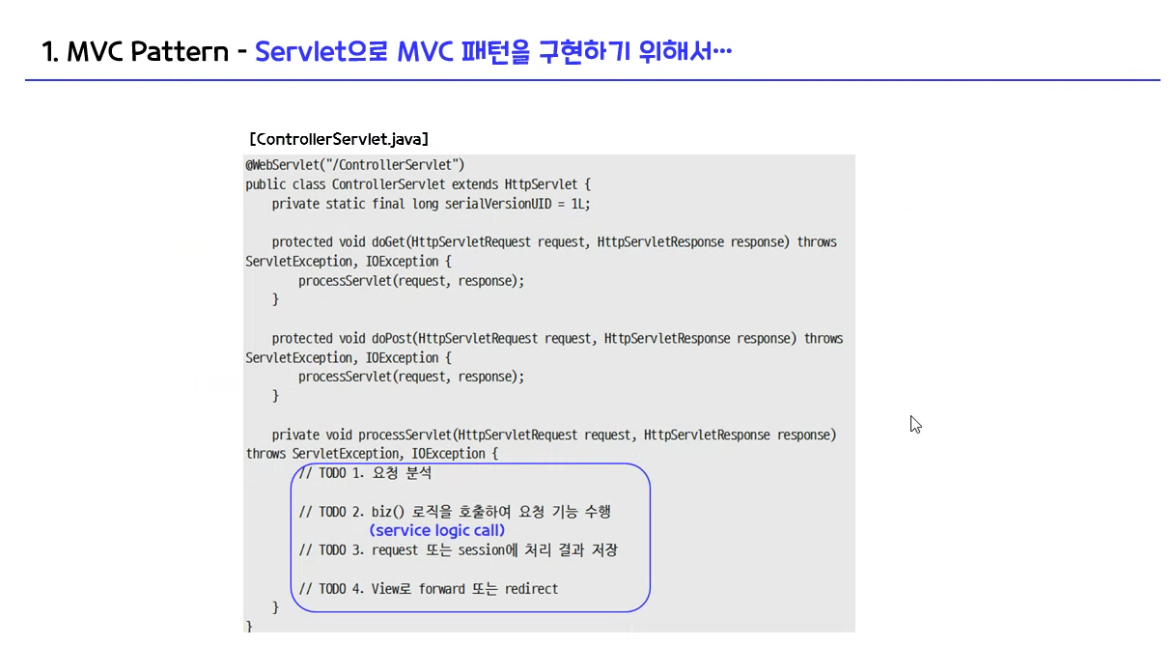 1. MVC Pattern - Servlet으로 MVC 패턴을 구현하기 위해서…
[ControllerServlet.java]
@WebServlet("/ControllerServlet")
public class ControllerServlet extends HttpServlet {
private static final long serialVersionUID = 1L;
protected void doGet(HttpServletRequest request, HttpServletResponse response) throws
ServletException, IOException {
processServlet(request, response);
}
protected void doPost(HttpServletRequest request, HttpServletResponse response) throws
ServletException, IOException {
processServlet(request, response);
}
private void processServlet(HttpServletRequest request, HttpServletResponse response)
throws ServletException, IOException {
// TODO 1. 요청 분석
// TODO 2. biz() 로직을 호출하여 요청 기능 수행
(service logic call)
// TODO 3. request 또는 session에 처리 결과 저장
// TODO 4. View로 forward 또는 redirect
}
}